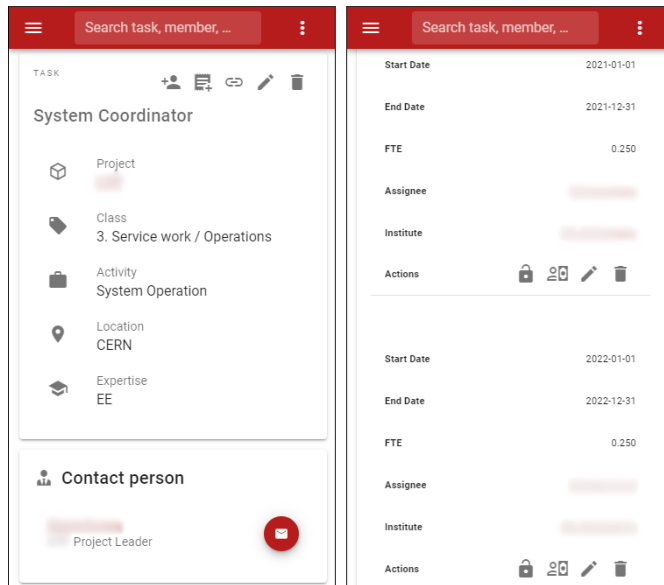 Search task, member, ...
TASK
System Coordinator
Project
Class
3. Service work / Operations
Activity
System Operation
Location
CERN
Expertise
EE
Contact person
Project Leader
Search task, member, ...
Start Date 2021-01-01
End Date 2021-12-31
FTE 0.250
Assignee
Institute
Actions
Start Date 2022-01-01
End Date 2022-12-31
FTE 0.250
Assignee
Institute
Actions